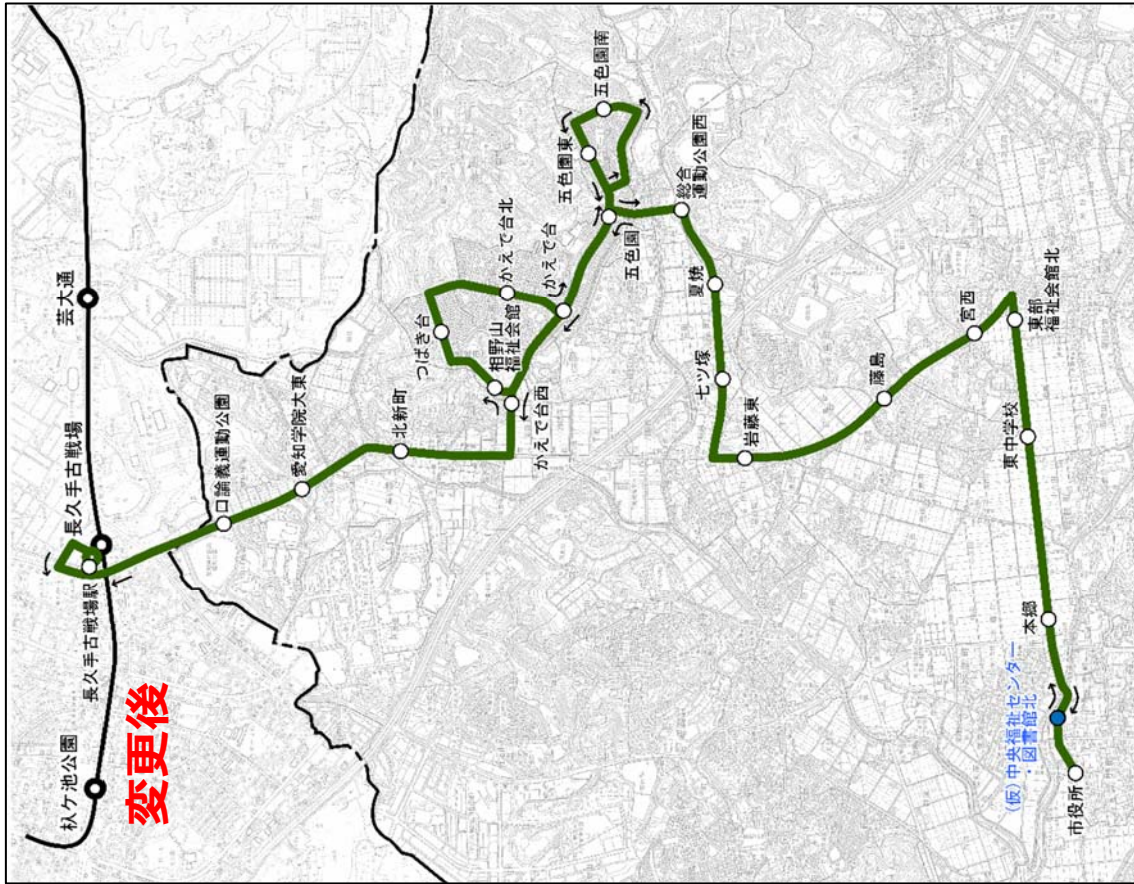 変更後
杁ケ池公園
長久手古戦場
芸大通
長久手古戦場駅
口論義運動公園
愛知学院大東
北新町
かえで台西
相野山
福祉会館
つばき台
かえで台北
かえで台
五色園
五色園東
五色園南
総合
運動公園西
夏焼
七ツ塚
岩藤東
藤島
宮西
東部
福祉会館北
東中学校
本郷
(仮)中央福祉センター
・図書館北
市役所